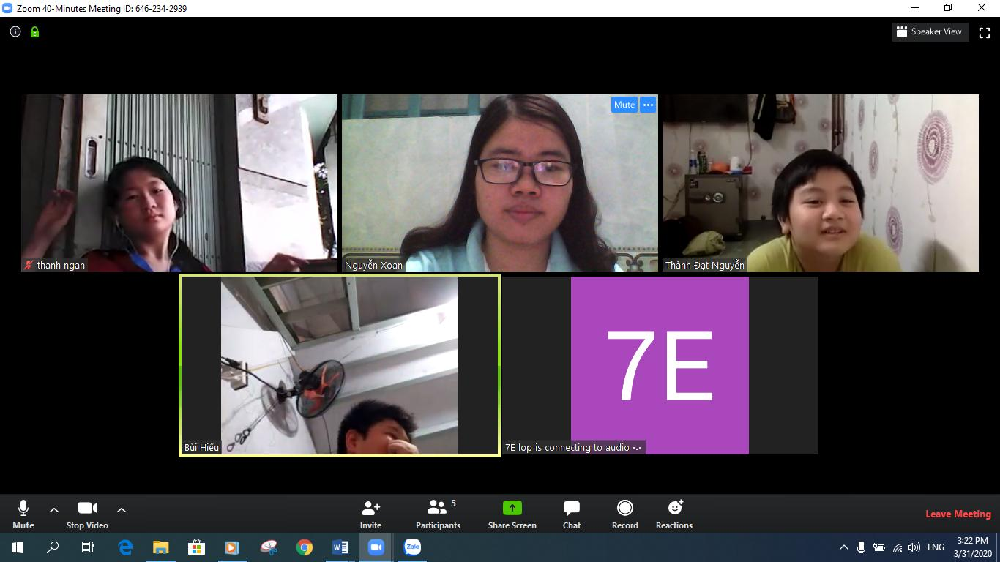 Zoom 40-Minutes Meeting ID: 646-234-2939
Speaker View
Mute
thanh ngan
Nguyễn Xoan
Thành Đạt Nguyễn
Bùi Hiếu
7E
7E lop is connecting to audio
Mute
Stop Video
Invite
Participants
5
Share Screen
Chat
Record
Reactions
Leave Meeting
Zalo
ENG
3:22 PM
3/31/2020